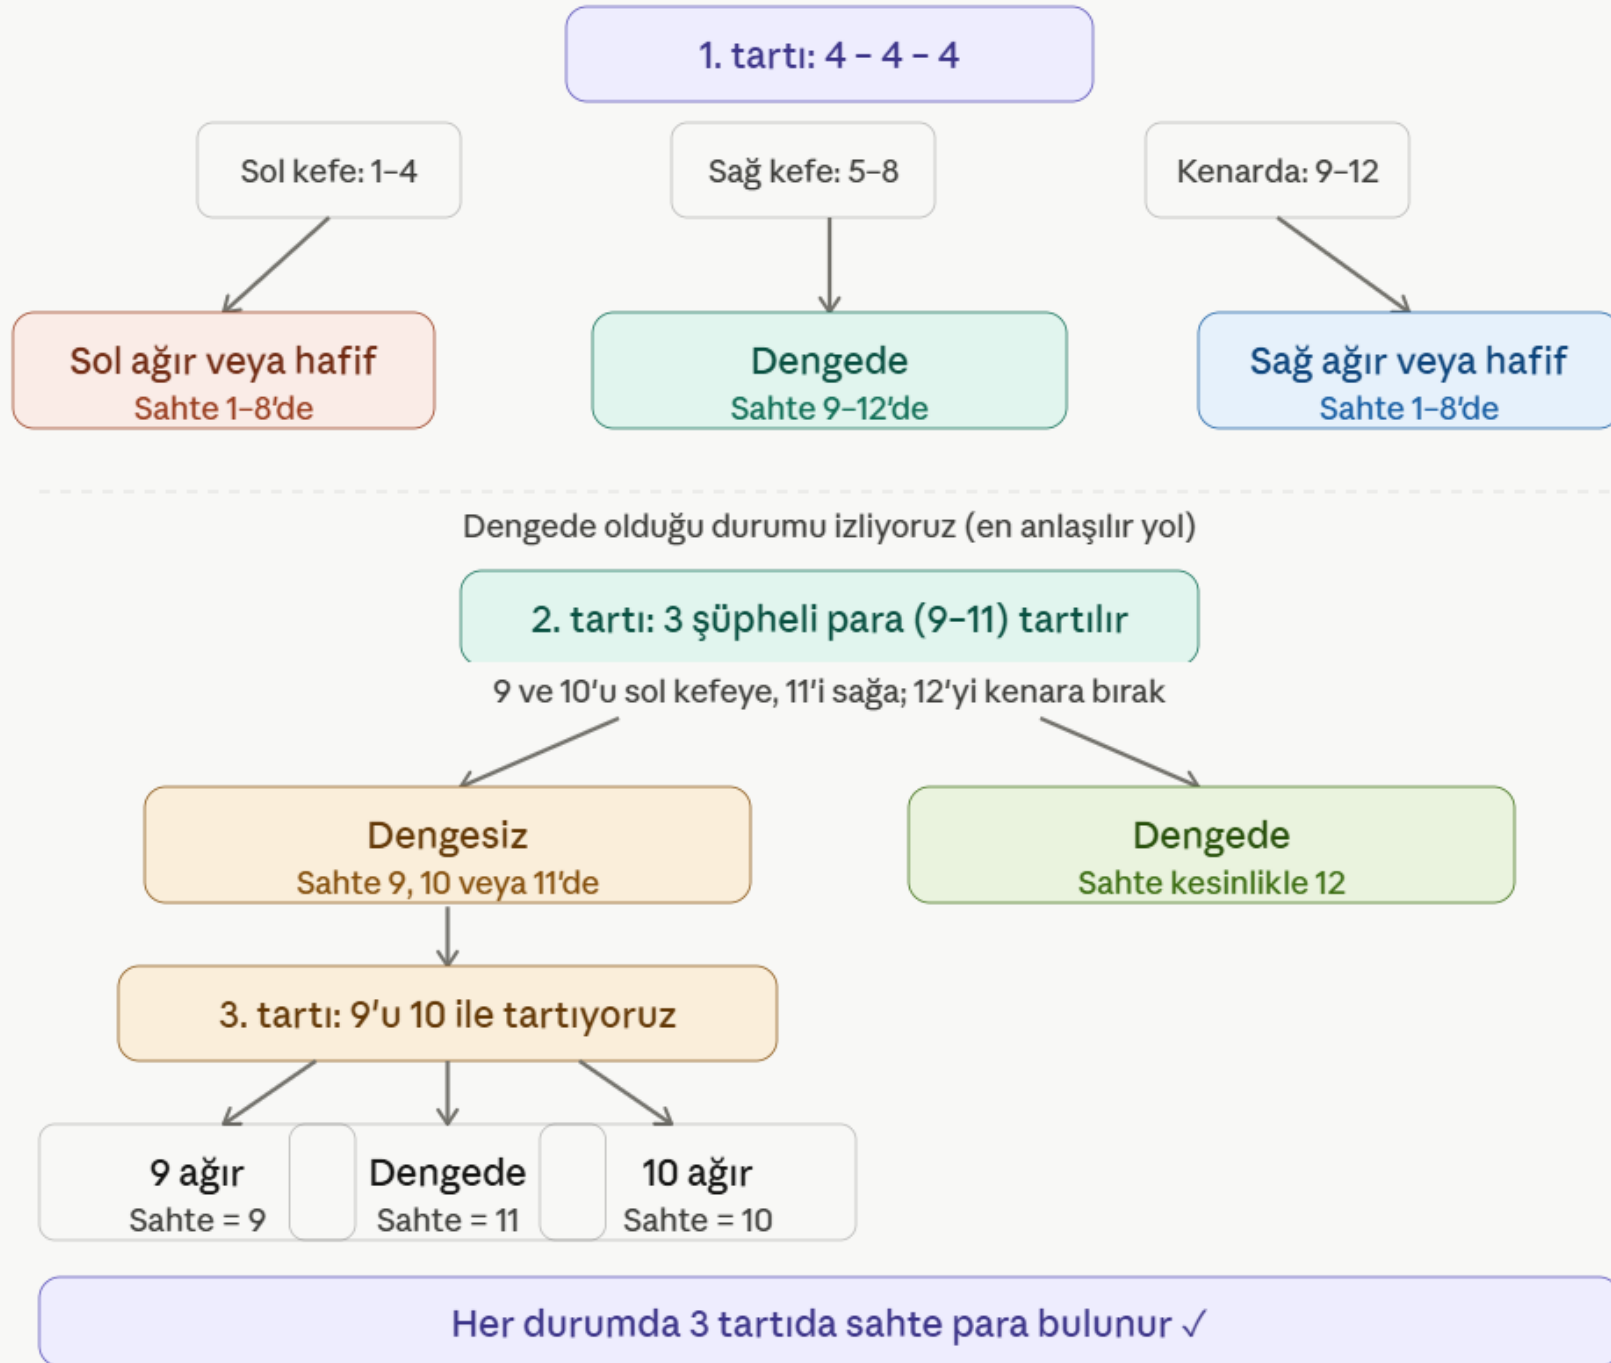 1. tartı: 4 – 4 – 4
Sol kefe: 1–4
Sağ kefe: 5–8
Kenarda: 9–12
Sol ağır veya hafif
Sahte 1–8'de
Dengede
Sahte 9–12'de
Sağ ağır veya hafif
Sahte 1–8'de
Dengede olduğu durumu izliyoruz (en anlaşılır yol)
2. tartı: 3 şüpheli para (9–11) tartılır
9 ve 10'u sol kefeye, 11'i sağa; 12'yi kenara bırak
Dengesiz
Sahte 9, 10 veya 11'de
Dengede
Sahte kesinlikle 12
3. tartı: 9'u 10 ile tartıyoruz
9 ağır
Sahte = 9
Dengede
Sahte = 11
10 ağır
Sahte = 10
Her durumda 3 tartıda sahte para bulunur ✓